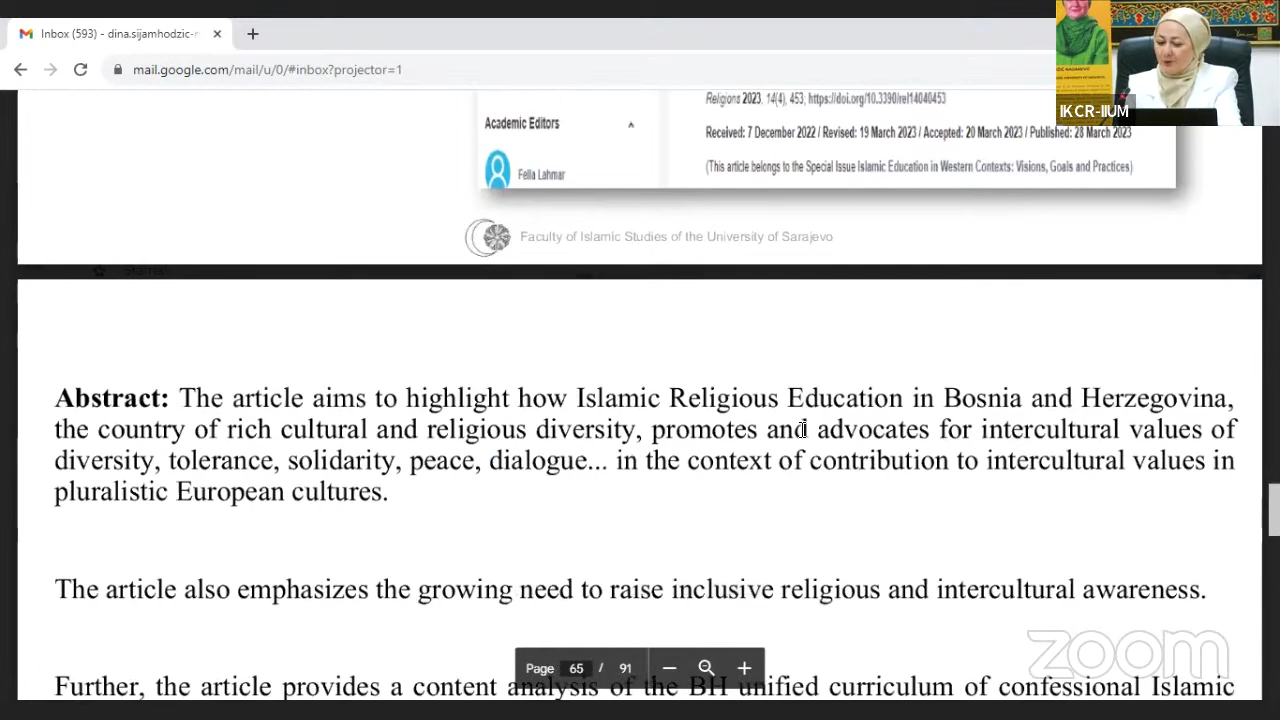 Inbox (593) - dina.sijamhodzic-r
mail.google.com/mail/u/0/#inbox?projector=1
IKCR-IIUM
Religions 2023, 14(4), 453; https://doi.org/10.3390/rel14040453
Academic Editors
Received: 7 December 2022 / Revised: 19 March 2023 / Accepted: 20 March 2023 / Published: 28 March 2023
Fella Lahmar
(This article belongs to the Special Issue Islamic Education in Western Contexts: Visions, Goals and Practices)
Faculty of Islamic Studies of the University of Sarajevo
Abstract: The article aims to highlight how Islamic Religious Education in Bosnia and Herzegovina,
the country of rich cultural and religious diversity, promotes and advocates for intercultural values of
diversity, tolerance, solidarity, peace, dialogue... in the context of contribution to intercultural values in
pluralistic European cultures.
The article also emphasizes the growing need to raise inclusive religious and intercultural awareness.
zoom
Page 65 / 91
Further, the article provides a content analysis of the BH unified curriculum of confessional Islamic